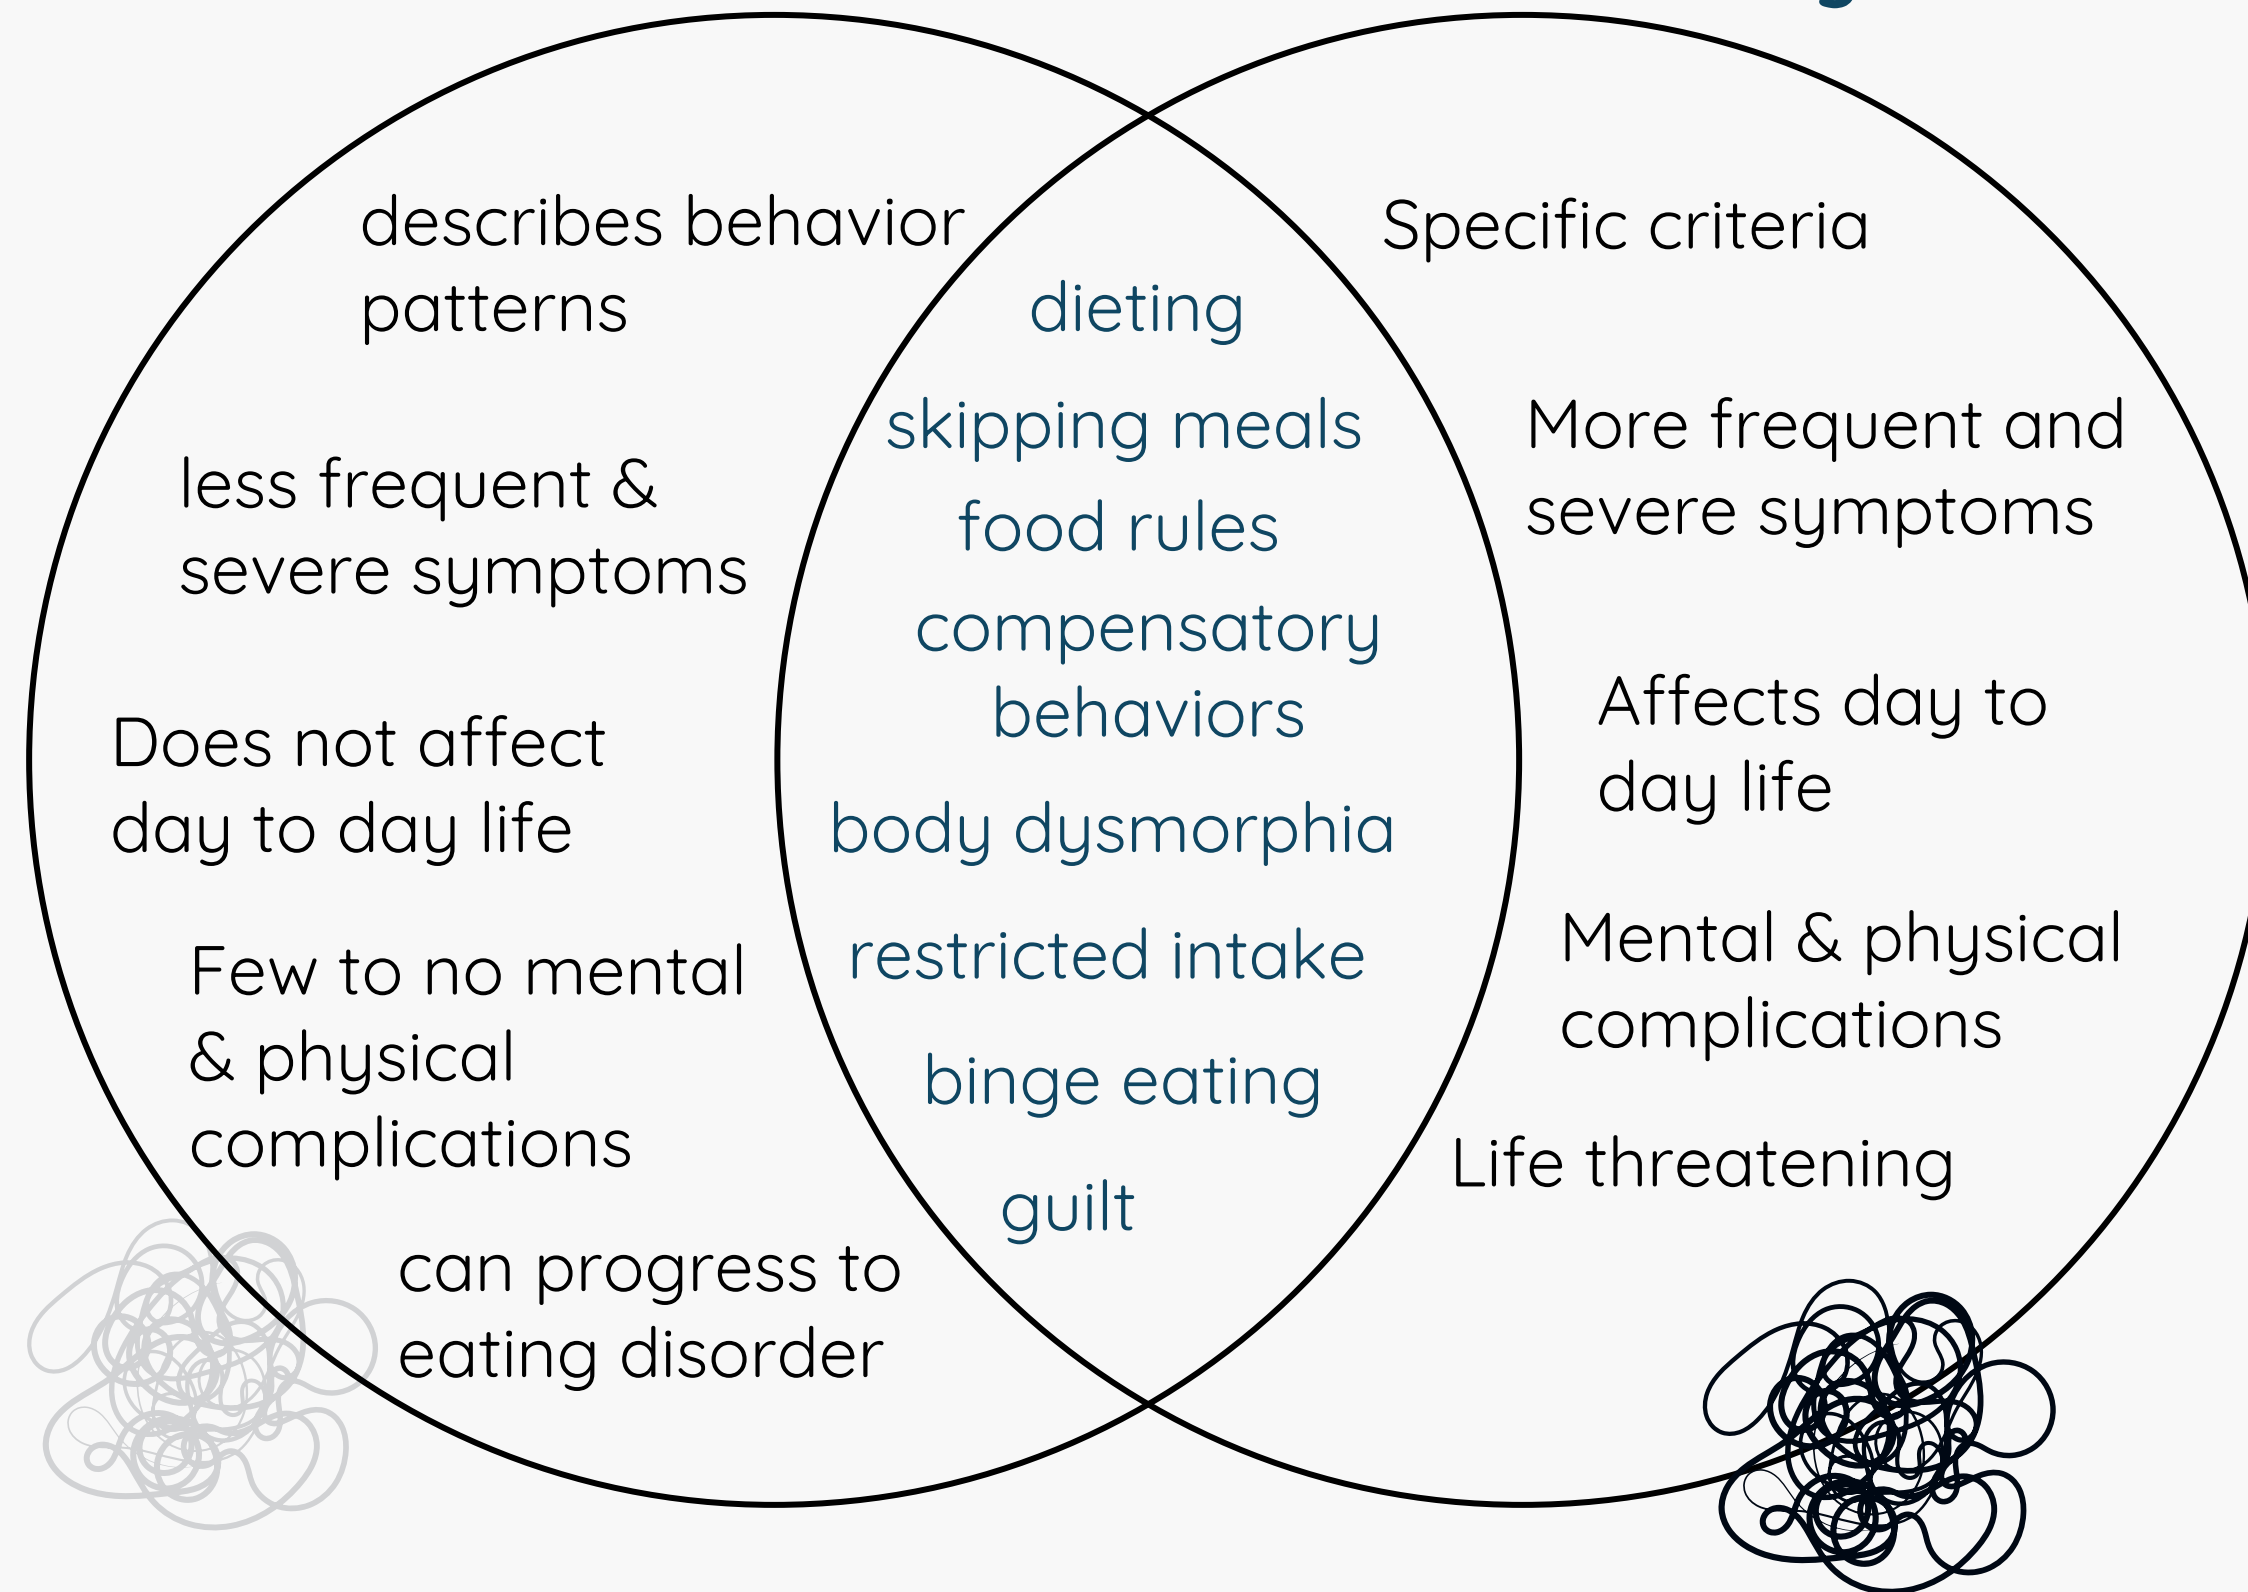 describes behavior
patterns
less frequent &
severe symptoms
Does not affect
day to day life
Few to no mental
& physical
complications
can progress to
eating disorder
dieting
skipping meals
food rules
compensatory
behaviors
body dysmorphia
restricted intake
binge eating
guilt
Specific criteria
More frequent and
severe symptoms
Affects day to
day life
Mental & physical
complications
Life threatening